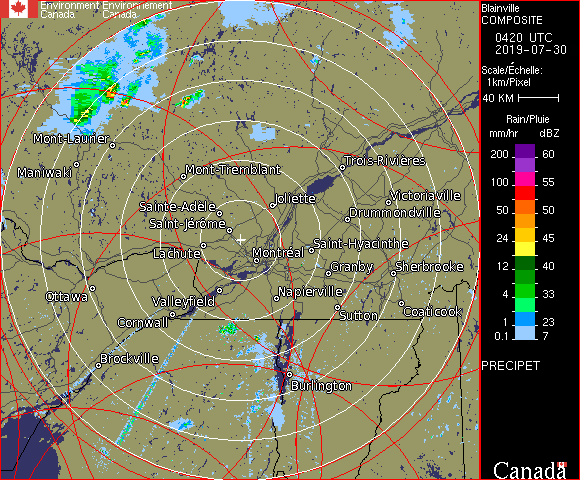 Environment Environnement
Canada Canada
Blainville
COMPOSITE
0420 UTC
2019-07-30
Scale/Échelle:
1km/Pixel
40 KM
Rain/Pluie
mm/hr dBZ
200 60
100 55
50 50
24 45
12 40
4 33
1 23
0.1 7
PRECIPET
Canada
Mont-Laurier
Maniwaki
Mont-Tremblant
Trois-Rivières
Sainte-Adèle
Joliette
Victoriaville
Drummondville
Saint-Jérôme
Lachute
Montréal
Saint-Hyacinthe
Granby
Sherbrooke
Ottawa
Valleyfield
Napierville
Cornwall
Sutton
Coaticook
Brockville
Burlington